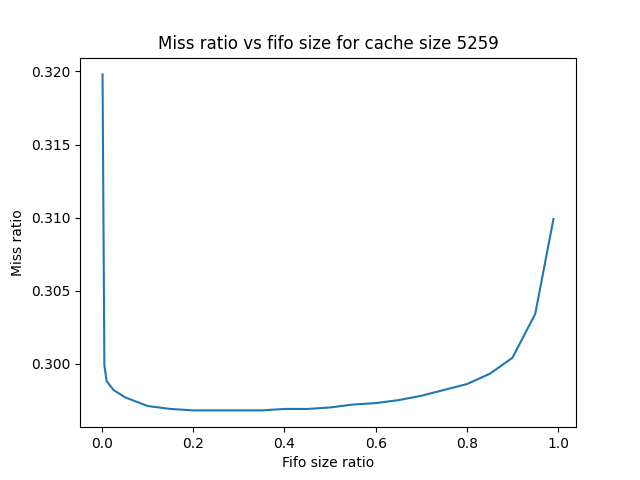 Miss ratio vs fifo size for cache size 5259
0.320
0.315
0.310
0.305
0.300
Miss ratio
0.0 0.2 0.4 0.6 0.8 1.0
Fifo size ratio